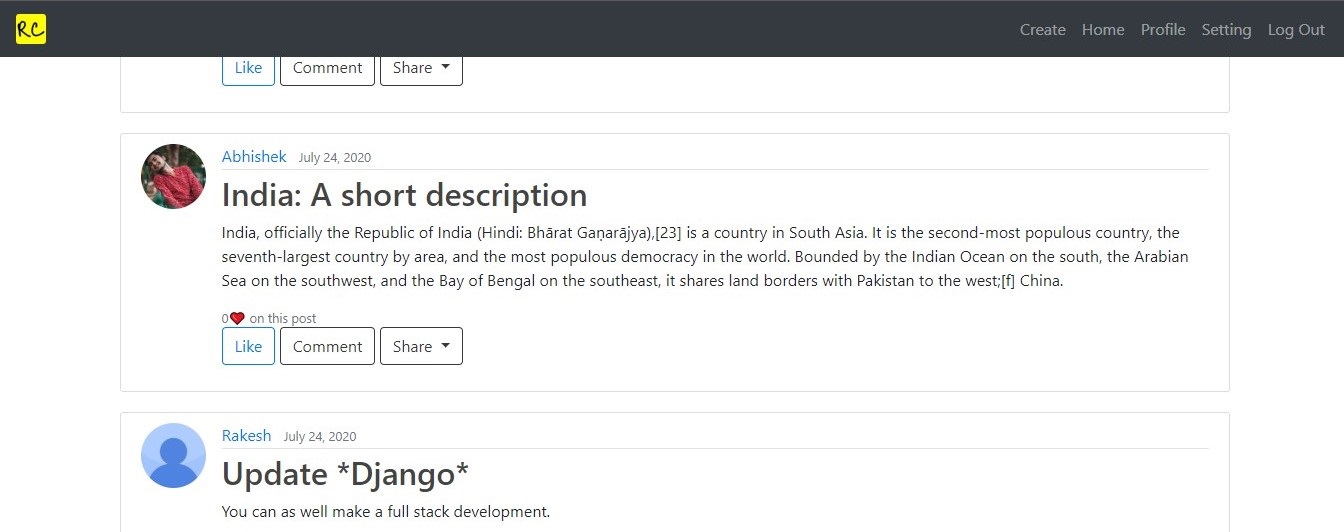 RC
Create Home Profile Setting Log Out
Like Comment Share
Abhishek July 24, 2020
India: A short description
India, officially the Republic of India (Hindi: Bhārat Gaṇarājya),[23] is a country in South Asia. It is the second-most populous country, the
seventh-largest country by area, and the most populous democracy in the world. Bounded by the Indian Ocean on the south, the Arabian
Sea on the southwest, and the Bay of Bengal on the southeast, it shares land borders with Pakistan to the west;[f] China.
0❤ on this post
Like Comment Share
Rakesh July 24, 2020
Update *Django*
You can as well make a full stack development.